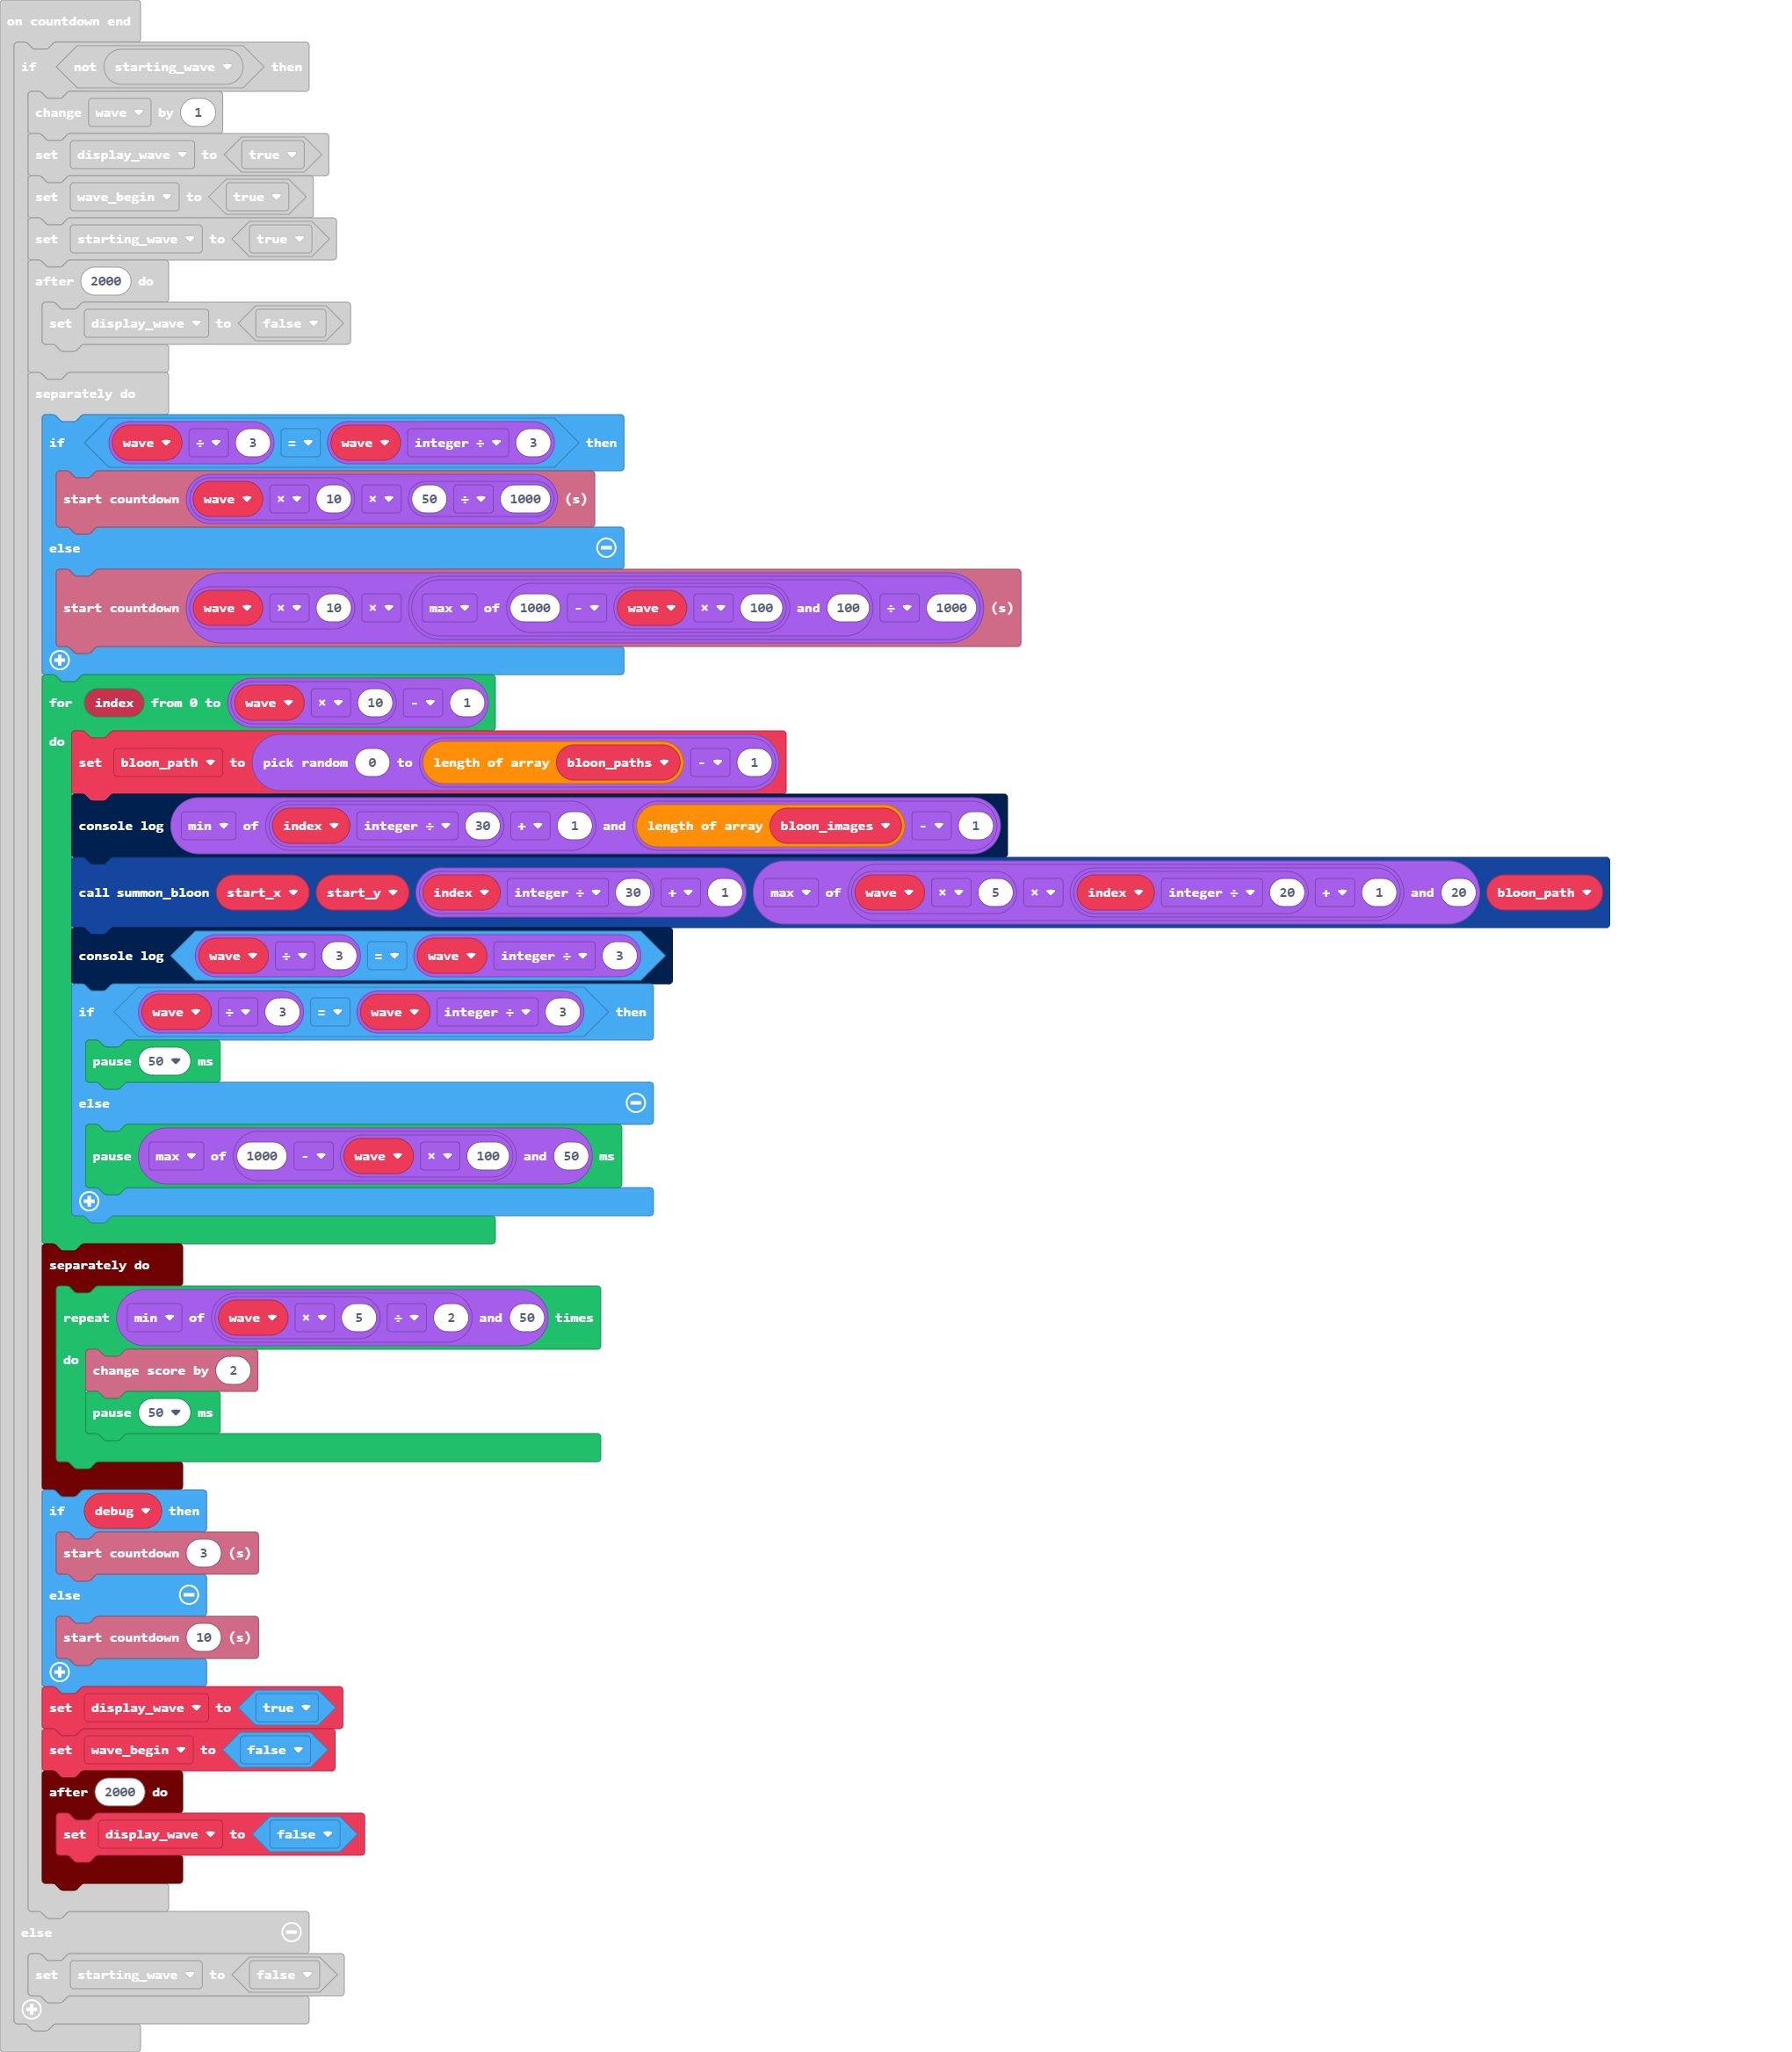 on countdown end
if not starting_wave then
change wave by 1
set display_wave to true
set wave_begin to true
set starting_wave to true
after 2000 do
set display_wave to false
separately do
if wave ÷ 3 = wave integer ÷ 3 then
start countdown wave × 10 × 50 ÷ 1000 (s)
else
start countdown wave × 10 × max of 1000 - wave × 100 and 100 ÷ 1000 (s)
for index from 0 to wave × 10 - 1
do
set bloon_path to pick random 0 to length of array bloon_paths - 1
console log min of index integer ÷ 30 + 1 and length of array bloon_images - 1
call summon_bloon start_x start_y index integer ÷ 30 + 1 max of wave × 5 × index integer ÷ 20 + 1 and 20 bloon_path
console log wave ÷ 3 = wave integer ÷ 3
if wave ÷ 3 = wave integer ÷ 3 then
pause 50 ms
else
pause max of 1000 - wave × 100 and 50 ms
separately do
repeat min of wave × 5 ÷ 2 and 50 times
do
change score by 2
pause 50 ms
if debug then
start countdown 3 (s)
else
start countdown 10 (s)
set display_wave to true
set wave_begin to false
after 2000 do
set display_wave to false
else
set starting_wave to false